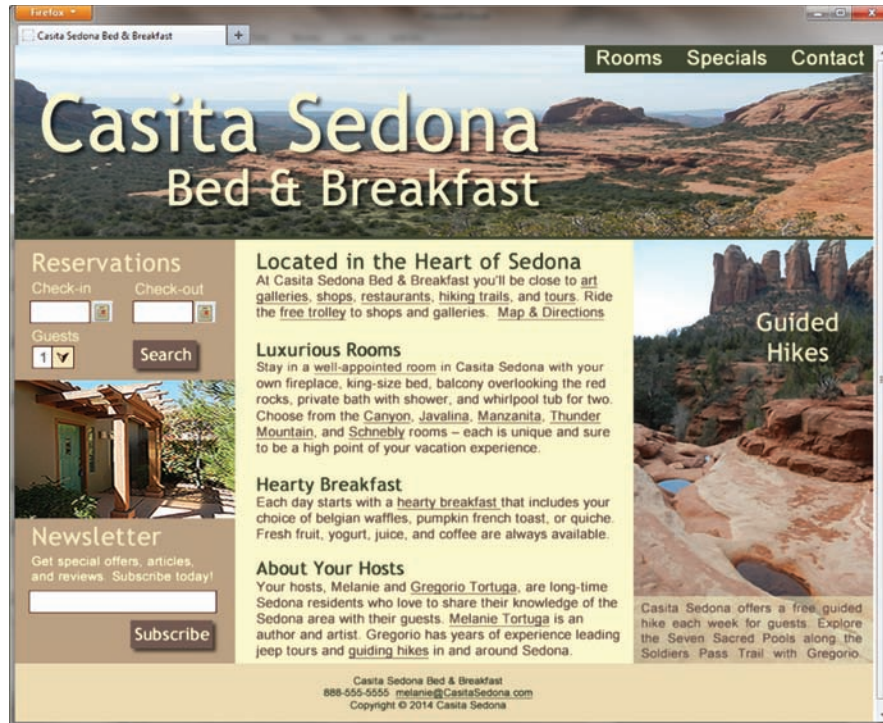 Firefox
Casita Sedona Bed & Breakfast
+
Rooms Specials Contact
Casita Sedona
Bed & Breakfast
Reservations
Check-in Check-out
Guests
1
Search
Newsletter
Get special offers, articles,
and reviews. Subscribe today!
Subscribe
Located in the Heart of Sedona
At Casita Sedona Bed & Breakfast you'll be close to art
galleries, shops, restaurants, hiking trails, and tours. Ride
the free trolley to shops and galleries. Map & Directions
Luxurious Rooms
Stay in a well-appointed room in Casita Sedona with your
own fireplace, king-size bed, balcony overlooking the red
rocks, private bath with shower, and whirlpool tub for two.
Choose from the Canyon, Javalina, Manzanita, Thunder
Mountain, and Schnebly rooms – each is unique and sure
to be a high point of your vacation experience.
Hearty Breakfast
Each day starts with a hearty breakfast that includes your
choice of belgian waffles, pumpkin french toast, or quiche.
Fresh fruit, yogurt, juice, and coffee are always available.
About Your Hosts
Your hosts, Melanie and Gregorio Tortuga, are long-time
Sedona residents who love to share their knowledge of the
Sedona area with their guests. Melanie Tortuga is an
author and artist. Gregorio has years of experience leading
jeep tours and guiding hikes in and around Sedona.
Guided
Hikes
Casita Sedona offers a free guided
hike each week for guests. Explore
the Seven Sacred Pools along the
Soldiers Pass Trail with Gregorio.
Casita Sedona Bed & Breakfast
888-555-5555 melanie@CasitaSedona.com
Copyright © 2014 Casita Sedona